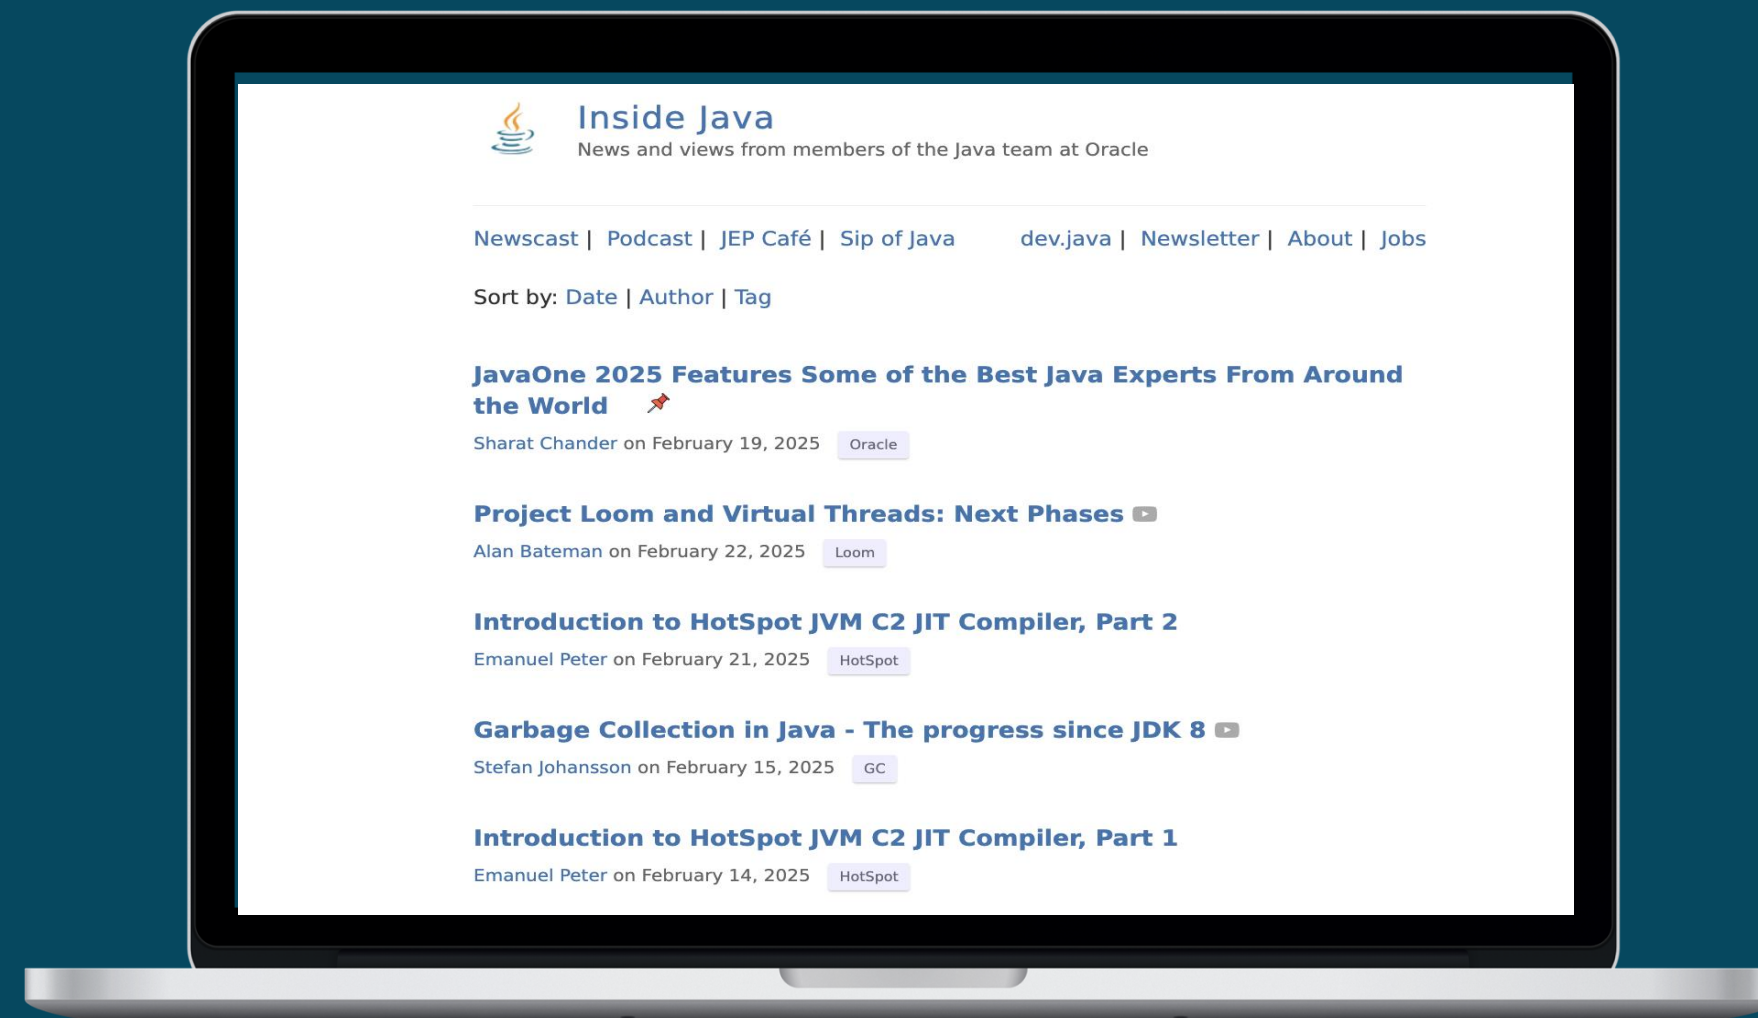 Inside Java
News and views from members of the Java team at Oracle
Newscast | Podcast | JEP Café | Sip of Java dev.java | Newsletter | About | Jobs
Sort by: Date | Author | Tag
JavaOne 2025 Features Some of the Best Java Experts From Around
the World
Sharat Chander on February 19, 2025 Oracle
Project Loom and Virtual Threads: Next Phases
Alan Bateman on February 22, 2025 Loom
Introduction to HotSpot JVM C2 JIT Compiler, Part 2
Emanuel Peter on February 21, 2025 HotSpot
Garbage Collection in Java - The progress since JDK 8
Stefan Johansson on February 15, 2025 GC
Introduction to HotSpot JVM C2 JIT Compiler, Part 1
Emanuel Peter on February 14, 2025 HotSpot